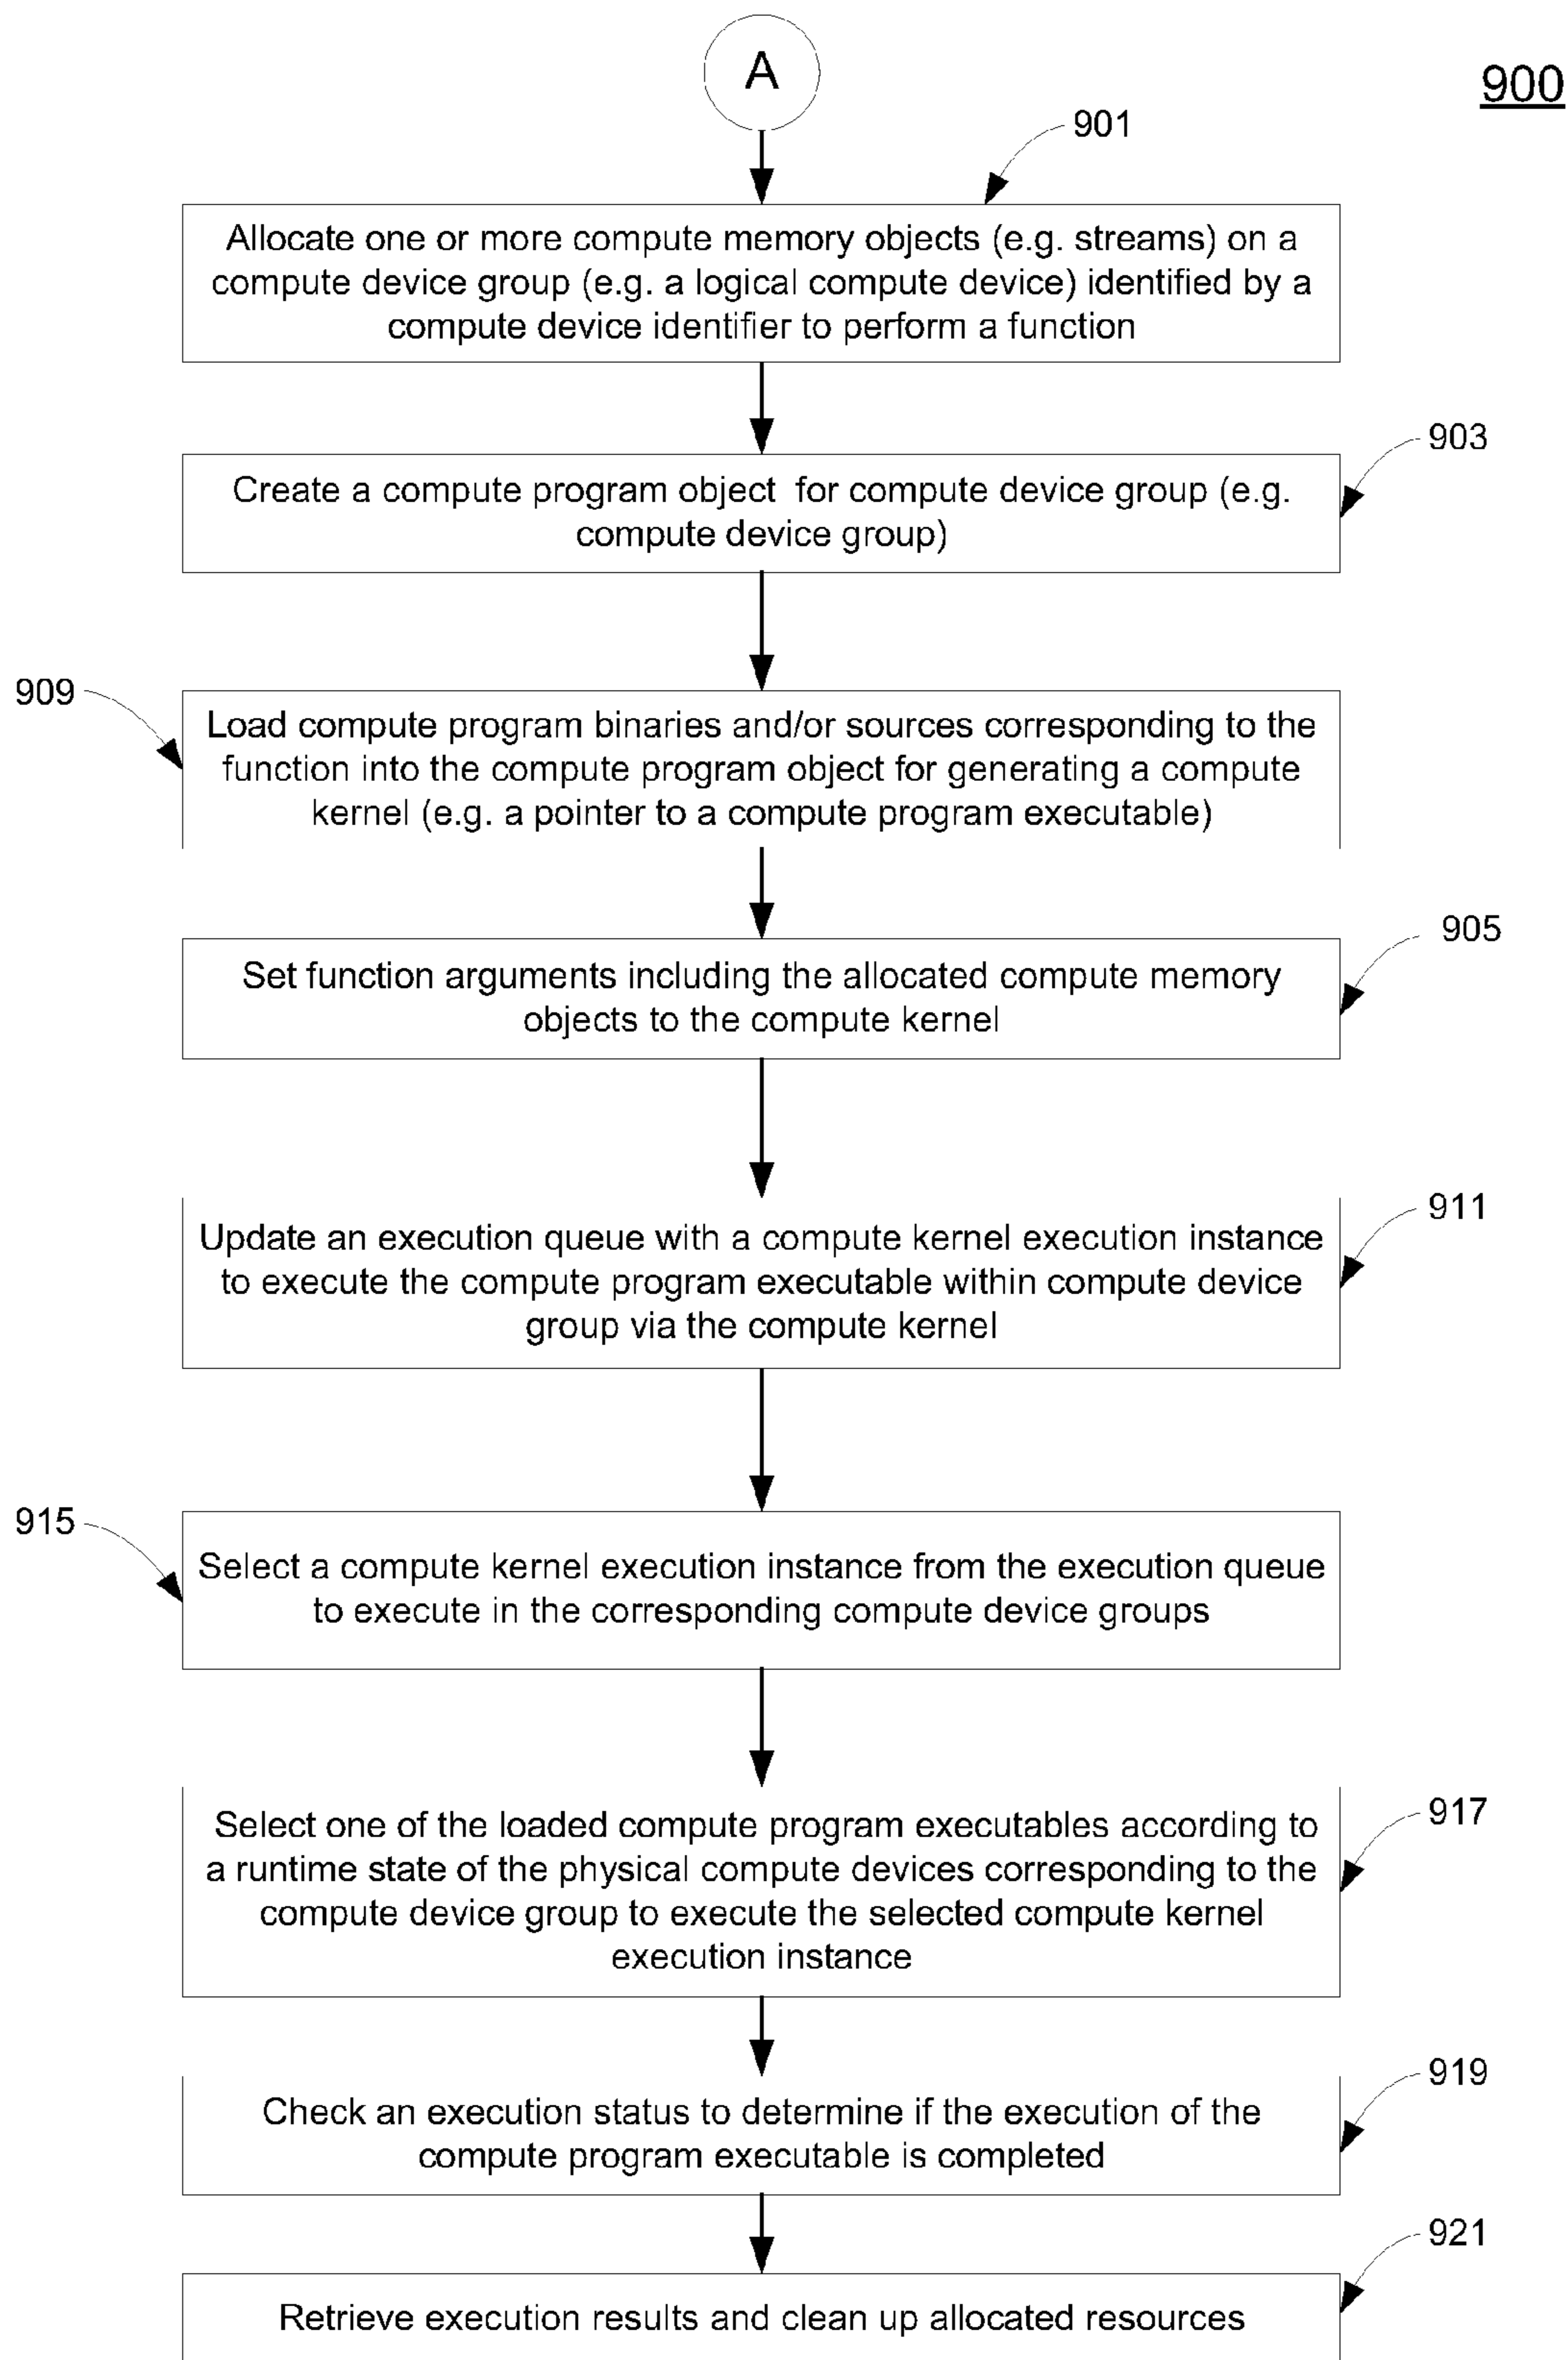 A
900
901
Allocate one or more compute memory objects (e.g. streams) on a
compute device group (e.g. a logical compute device) identified by a
compute device identifier to perform a function
903
Create a compute program object for compute device group (e.g.
compute device group)
909
Load compute program binaries and/or sources corresponding to the
function into the compute program object for generating a compute
kernel (e.g. a pointer to a compute program executable)
905
Set function arguments including the allocated compute memory
objects to the compute kernel
911
Update an execution queue with a compute kernel execution instance
to execute the compute program executable within compute device
group via the compute kernel
915
Select a compute kernel execution instance from the execution queue
to execute in the corresponding compute device groups
917
Select one of the loaded compute program executables according to
a runtime state of the physical compute devices corresponding to the
compute device group to execute the selected compute kernel
execution instance
919
Check an execution status to determine if the execution of the
compute program executable is completed
921
Retrieve execution results and clean up allocated resources